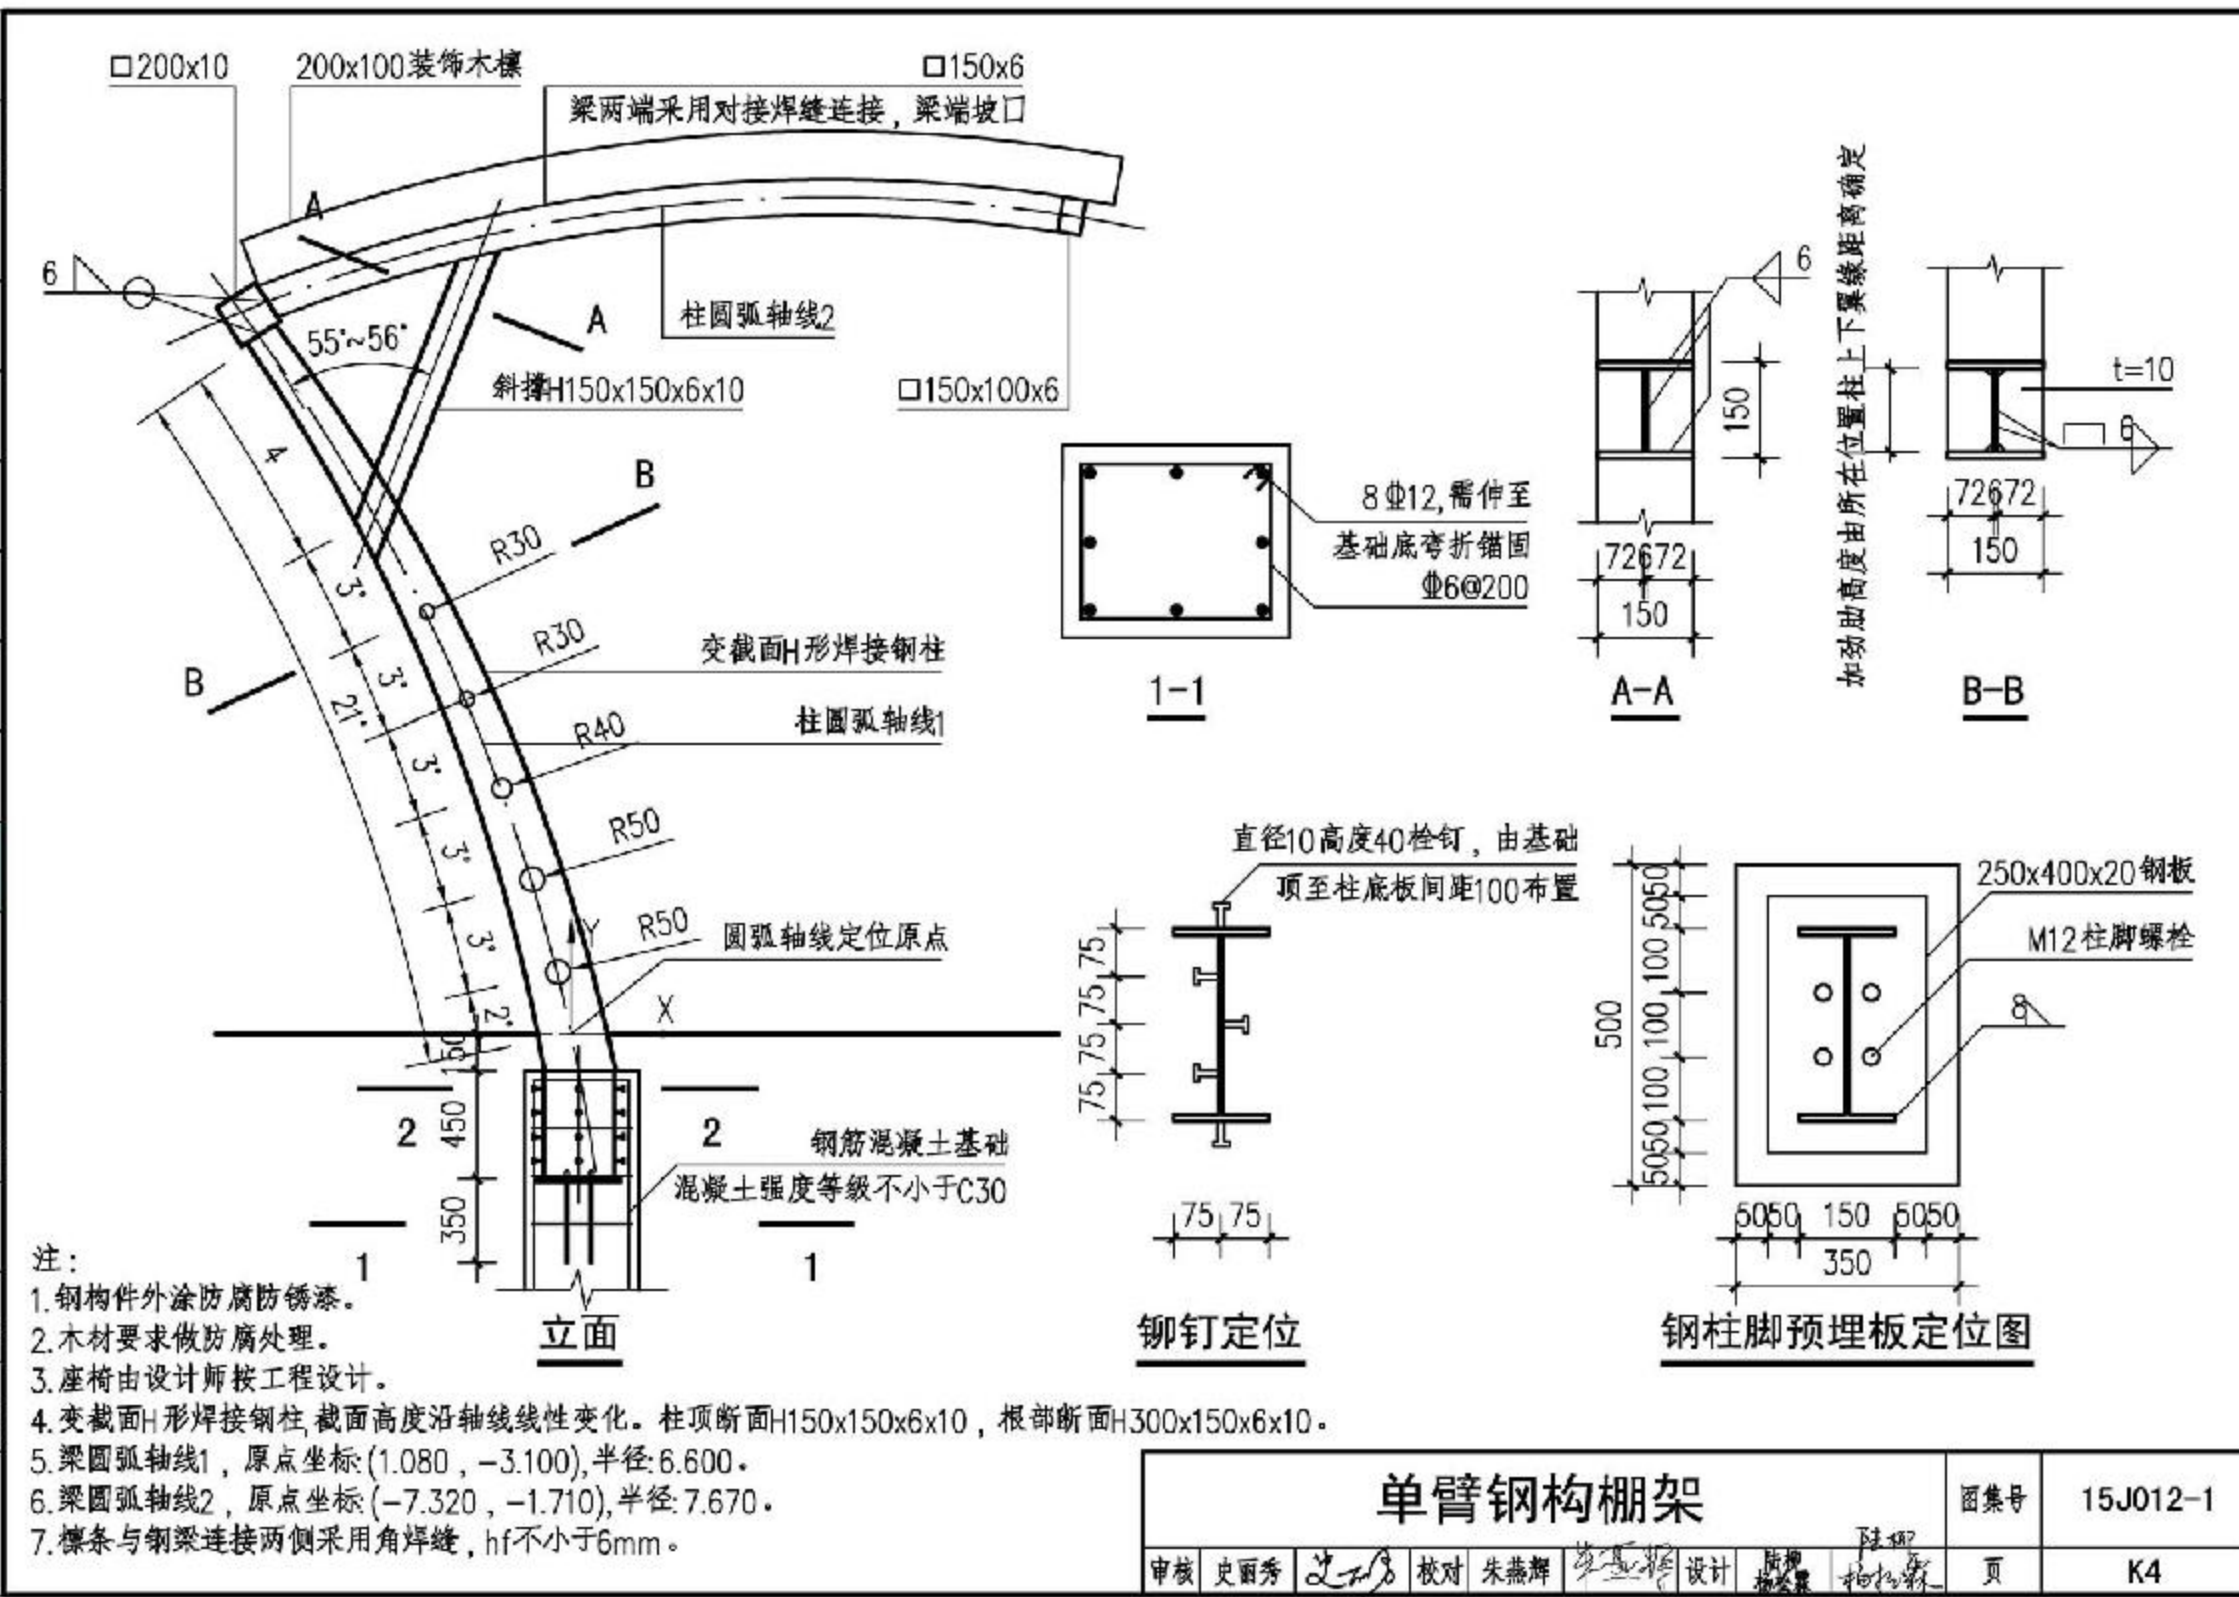 □200x10
200x100装饰木檩
□150x6
梁两端采用对接焊缝连接，梁端坡口
A
6
55°~56°
A
柱圆弧轴线2
斜撑H150x150x6x10
□150x100x6
4
B
R30
3°
R30
变截面H形焊接钢柱
B
3°
21°
柱圆弧轴线1
R40
3°
R50
3°
Y
R50
圆弧轴线定位原点
3°
X
2°
150
2
2
450
钢筋混凝土基础
混凝土强度等级不小于C30
350
1
1
立面
8Φ12,需伸至
基础底弯折锚固
Φ6@200
1-1
6
150
72 6 72
150
A-A
加劲肋高度由所在位置柱上下翼缘距离确定
t=10
6
72 6 72
150
B-B
直径10高度40栓钉，由基础
顶至柱底板间距100布置
75
75
75
75
75 75
铆钉定位
250x400x20钢板
M12柱脚螺栓
8
50 50
100
100
100
50 50
500
50 50 150 50 50
350
钢柱脚预埋板定位图
注：
1.钢构件外涂防腐防锈漆。
2.木材要求做防腐处理。
3.座椅由设计师按工程设计。
4.变截面H形焊接钢柱,截面高度沿轴线线性变化。柱顶断面H150x150x6x10，根部断面H300x150x6x10。
5.梁圆弧轴线1，原点坐标:(1.080，-3.100),半径:6.600。
6.梁圆弧轴线2，原点坐标:(-7.320，-1.710),半径:7.670。
7.檩条与钢梁连接两侧采用角焊缝，hf不小于6mm。
单臂钢构棚架
图集号
15J012-1
审核 史丽秀 校对 朱燕辉 设计 陆柳
页
K4